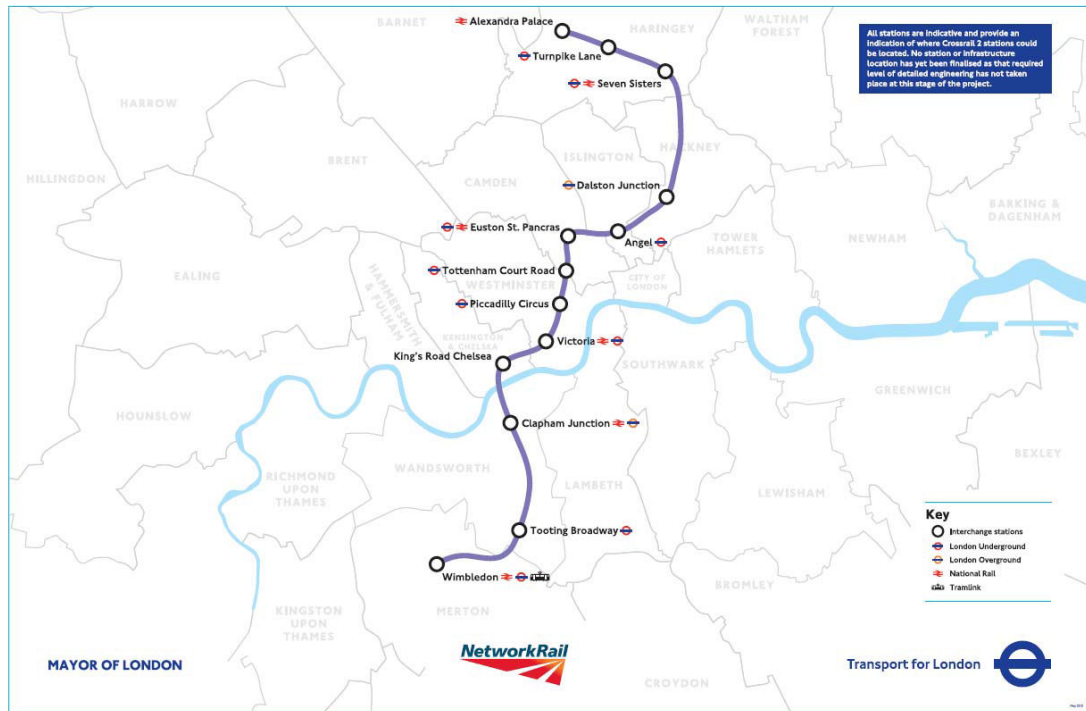 BARNET
Alexandra Palace
HARINGEY
WALTHAM
FOREST
All stations are indicative and provide an
indication of where Crossrail 2 stations could
be located. No station or infrastructure
location has yet been finalised as that required
level of detailed engineering has not taken
place at this stage of the project.
Turnpike Lane
Seven Sisters
HARROW
HACKNEY
ISLINGTON
BRENT
HILLINGDON
CAMDEN
Dalston Junction
BARKING &
DAGENHAM
Euston St. Pancras
Angel
TOWER
HAMLETS
NEWHAM
EALING
HAMMERSMITH
& FULHAM
Tottenham Court Road
WESTMINSTER
CITY OF
LONDON
Piccadilly Circus
KENSINGTON
& CHELSEA
Victoria
King's Road Chelsea
SOUTHWARK
GREENWICH
HOUNSLOW
Clapham Junction
BEXLEY
WANDSWORTH
RICHMOND
UPON
THAMES
LAMBETH
LEWISHAM
Key
Interchange stations
London Underground
London Overground
National Rail
Tramlink
Tooting Broadway
Wimbledon
BROMLEY
MERTON
KINGSTON
UPON
THAMES
MAYOR OF LONDON
NetworkRail
Transport for London
CROYDON